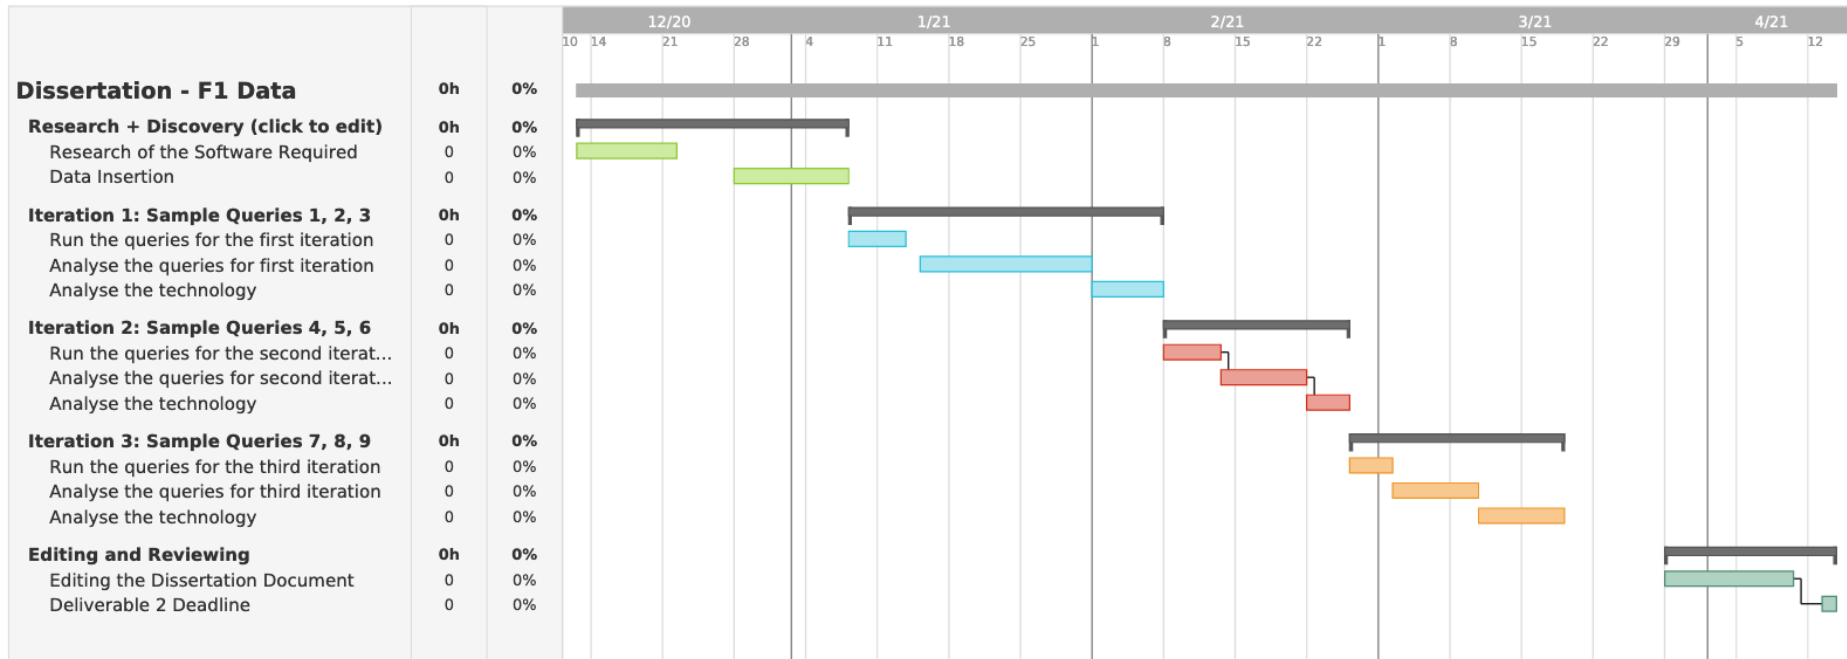 12/20 1/21 2/21 3/21 4/21
10 14 21 28 4 11 18 25 1 8 15 22 1 8 15 22 29 5 12
Dissertation - F1 Data 0h 0%
Research + Discovery (click to edit) 0h 0%
Research of the Software Required 0 0%
Data Insertion 0 0%
Iteration 1: Sample Queries 1, 2, 3 0h 0%
Run the queries for the first iteration 0 0%
Analyse the queries for first iteration 0 0%
Analyse the technology 0 0%
Iteration 2: Sample Queries 4, 5, 6 0h 0%
Run the queries for the second iterat... 0 0%
Analyse the queries for second iterat... 0 0%
Analyse the technology 0 0%
Iteration 3: Sample Queries 7, 8, 9 0h 0%
Run the queries for the third iteration 0 0%
Analyse the queries for third iteration 0 0%
Analyse the technology 0 0%
Editing and Reviewing 0h 0%
Editing the Dissertation Document 0 0%
Deliverable 2 Deadline 0 0%